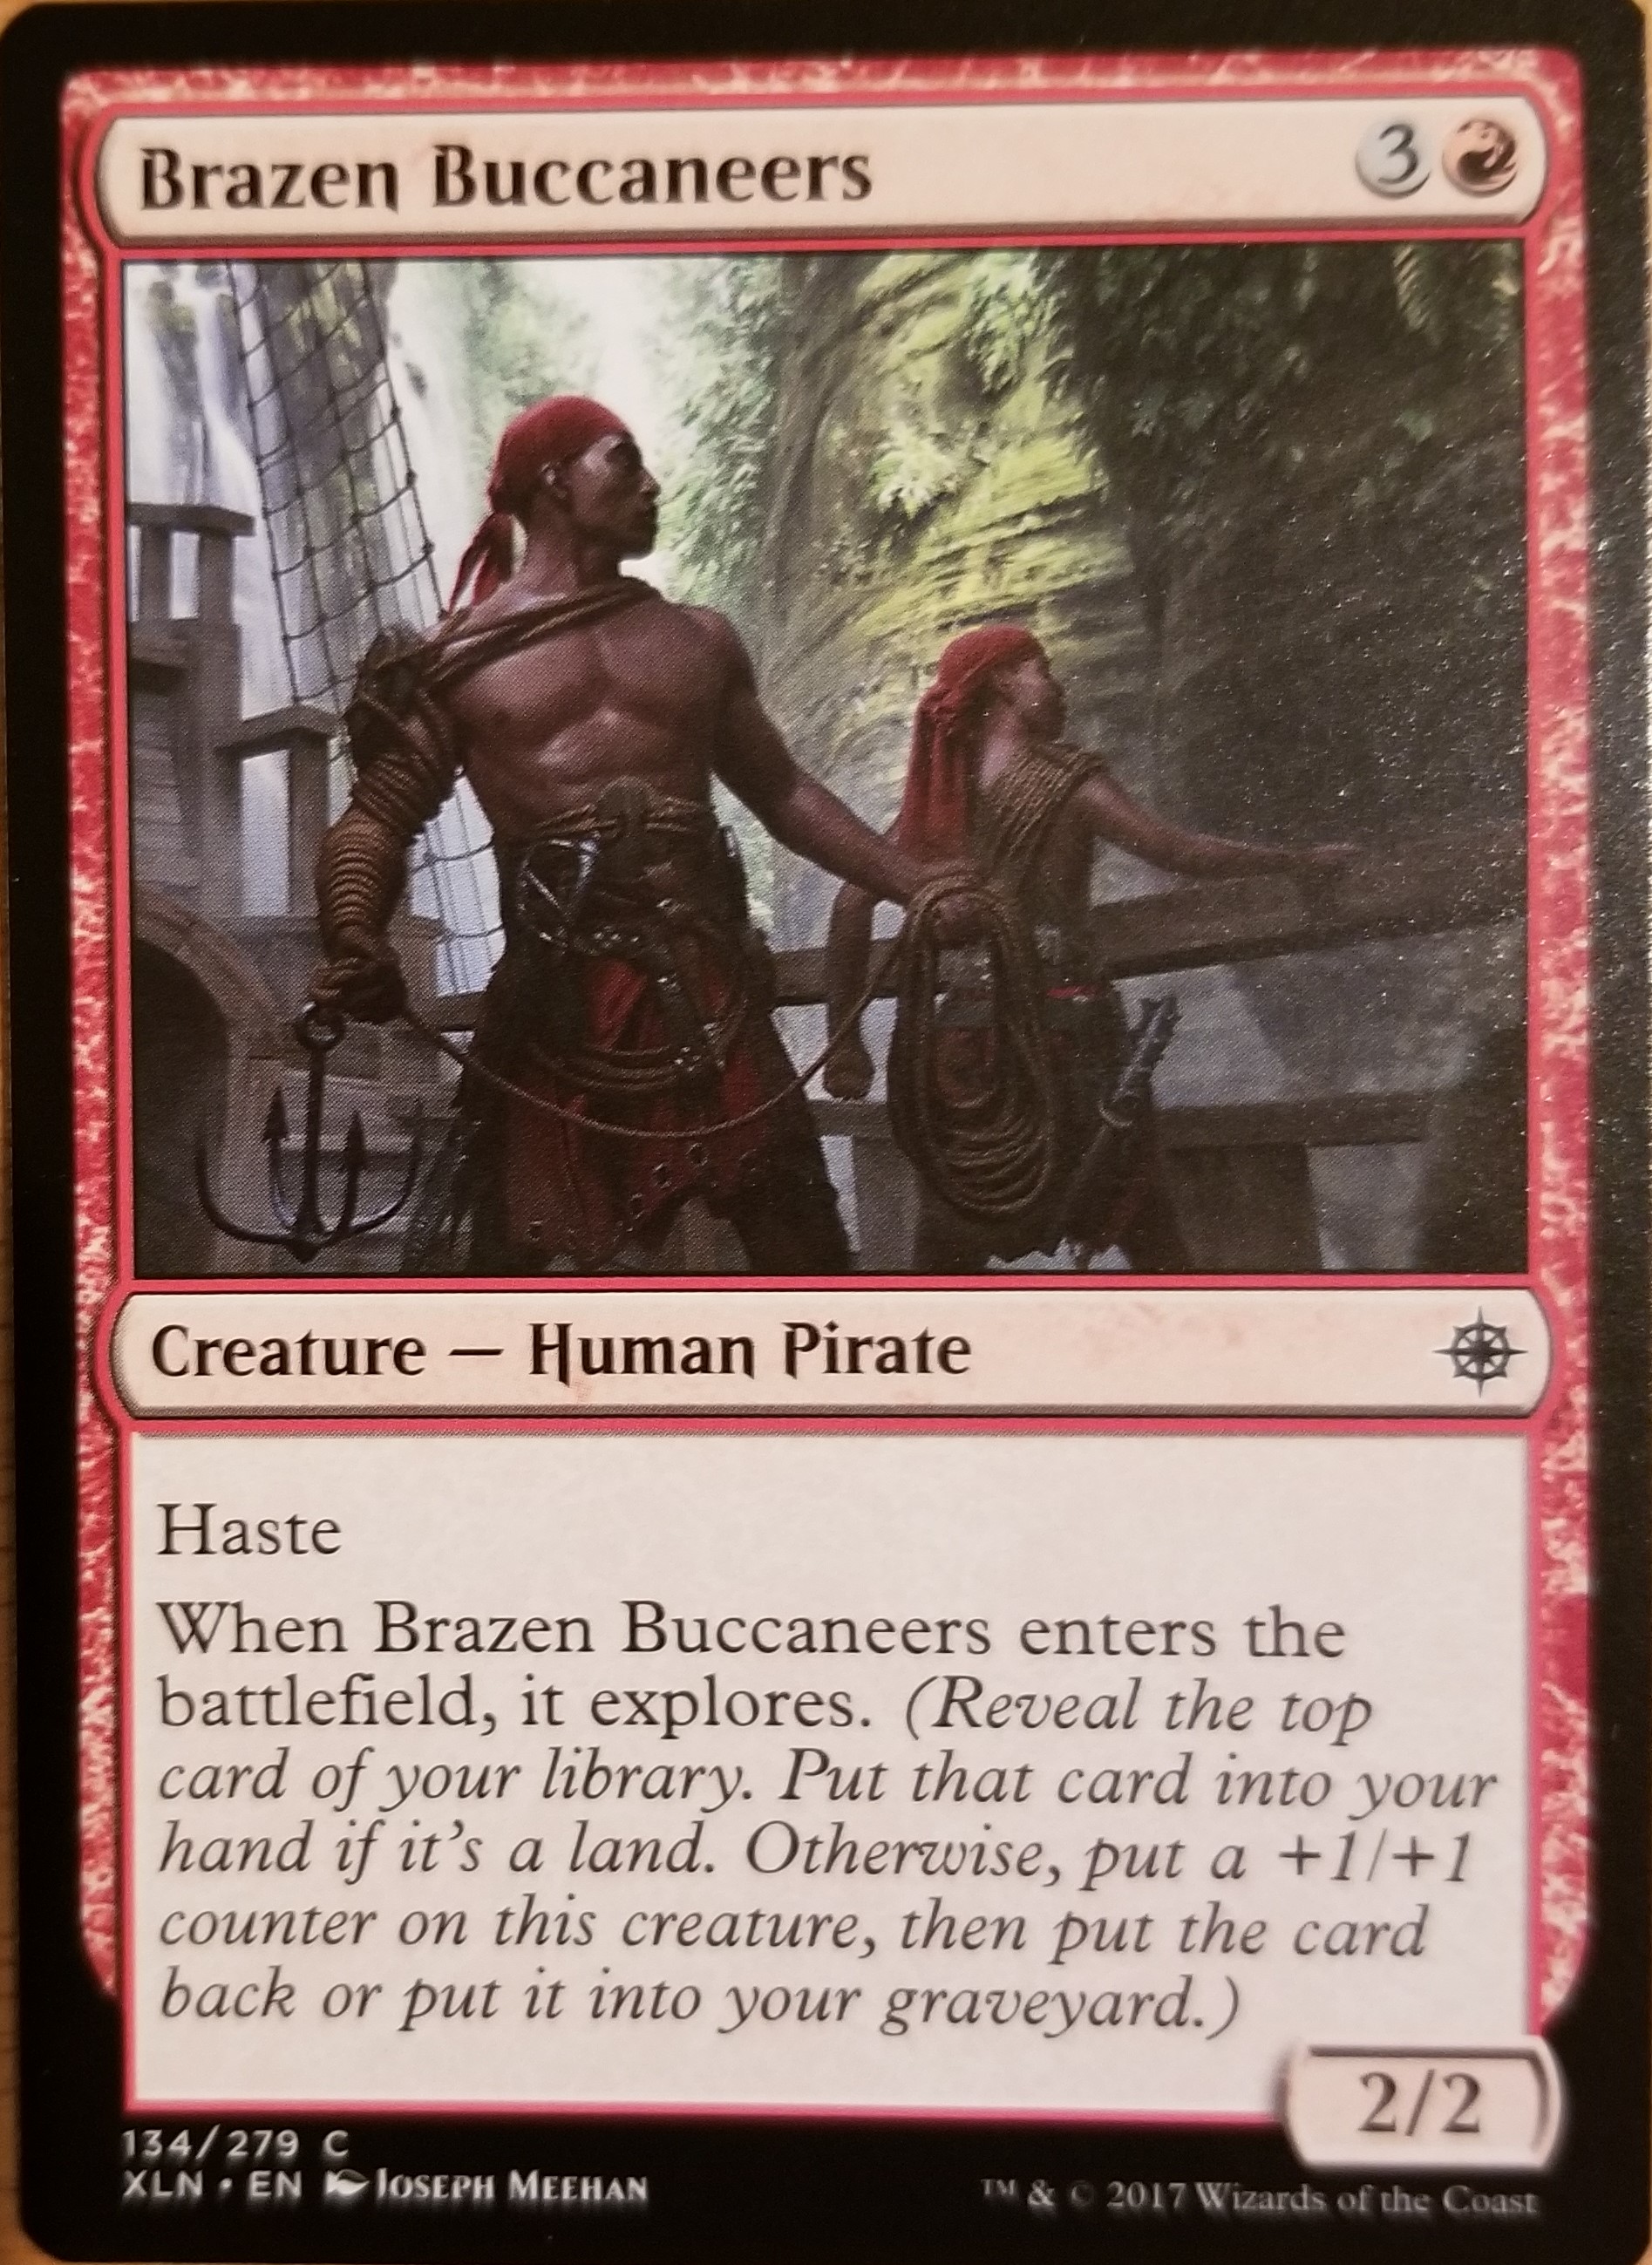 Brazen Buccaneers 3
Creature — Human Pirate
Haste
When Brazen Buccaneers enters the
battlefield, it explores. (Reveal the top
card of your library. Put that card into your
hand if it's a land. Otherwise, put a +1/+1
counter on this creature, then put the card
back or put it into your graveyard.)
2/2
134/279 C
XLN • EN Joseph Meehan
™ & © 2017 Wizards of the Coast